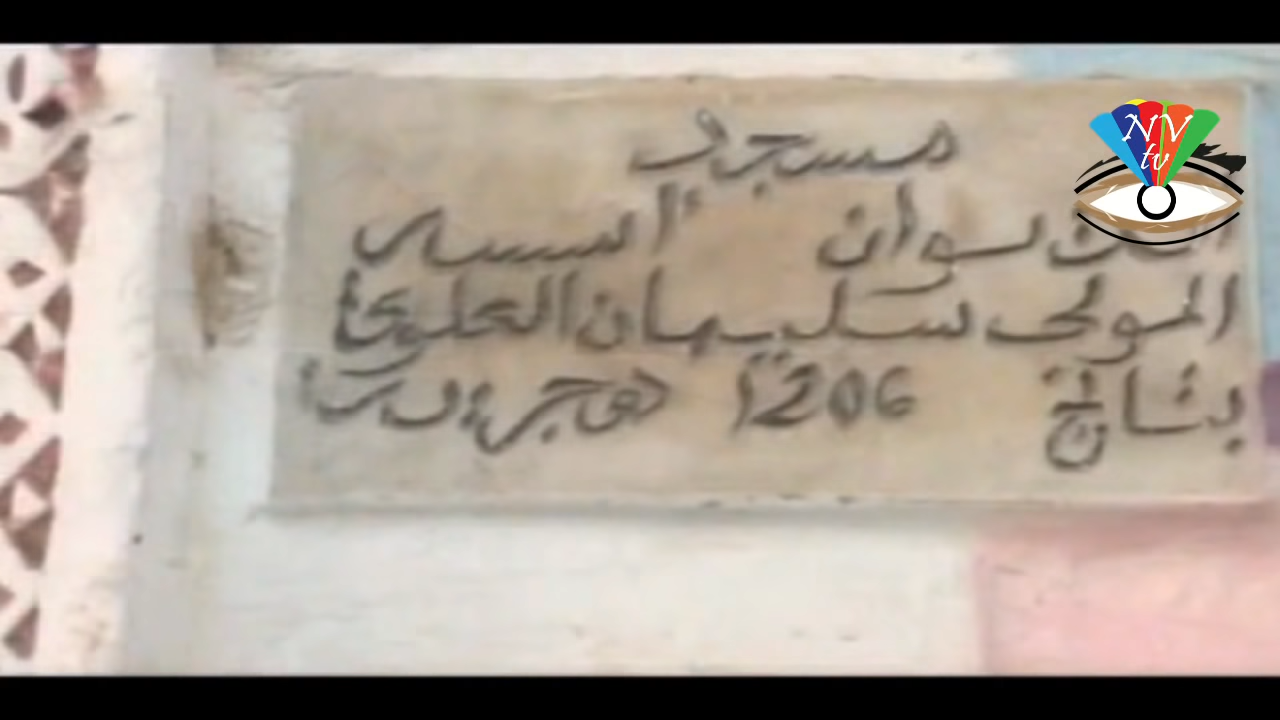 مسجد
أسسه
المولى سليمان العلوي
بتاريخ 1206 هجرية
NV
tv